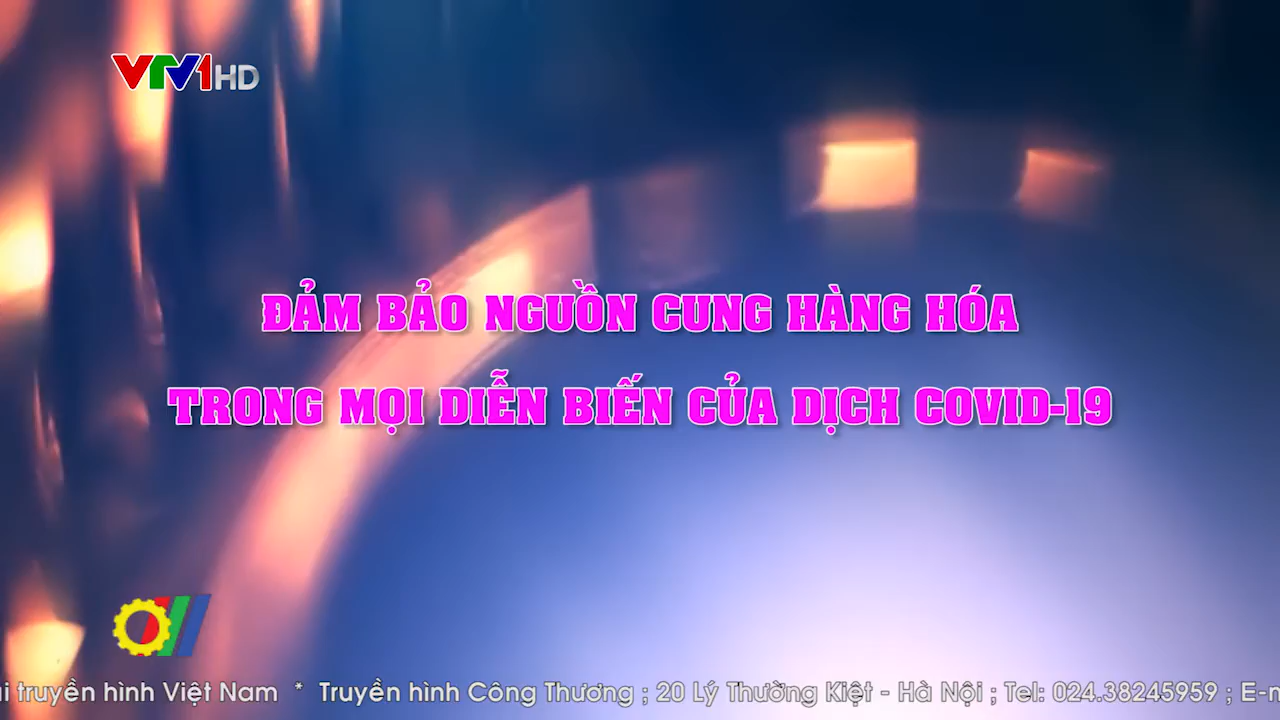 VTV1HD
ĐẢM BẢO NGUỒN CUNG HÀNG HÓA
TRONG MỌI DIỄN BIẾN CỦA DỊCH COVID-19
truyền hình Việt Nam * Truyền hình Công Thương ; 20 Lý Thường Kiệt - Hà Nội ; Tel: 024.38245959 ;